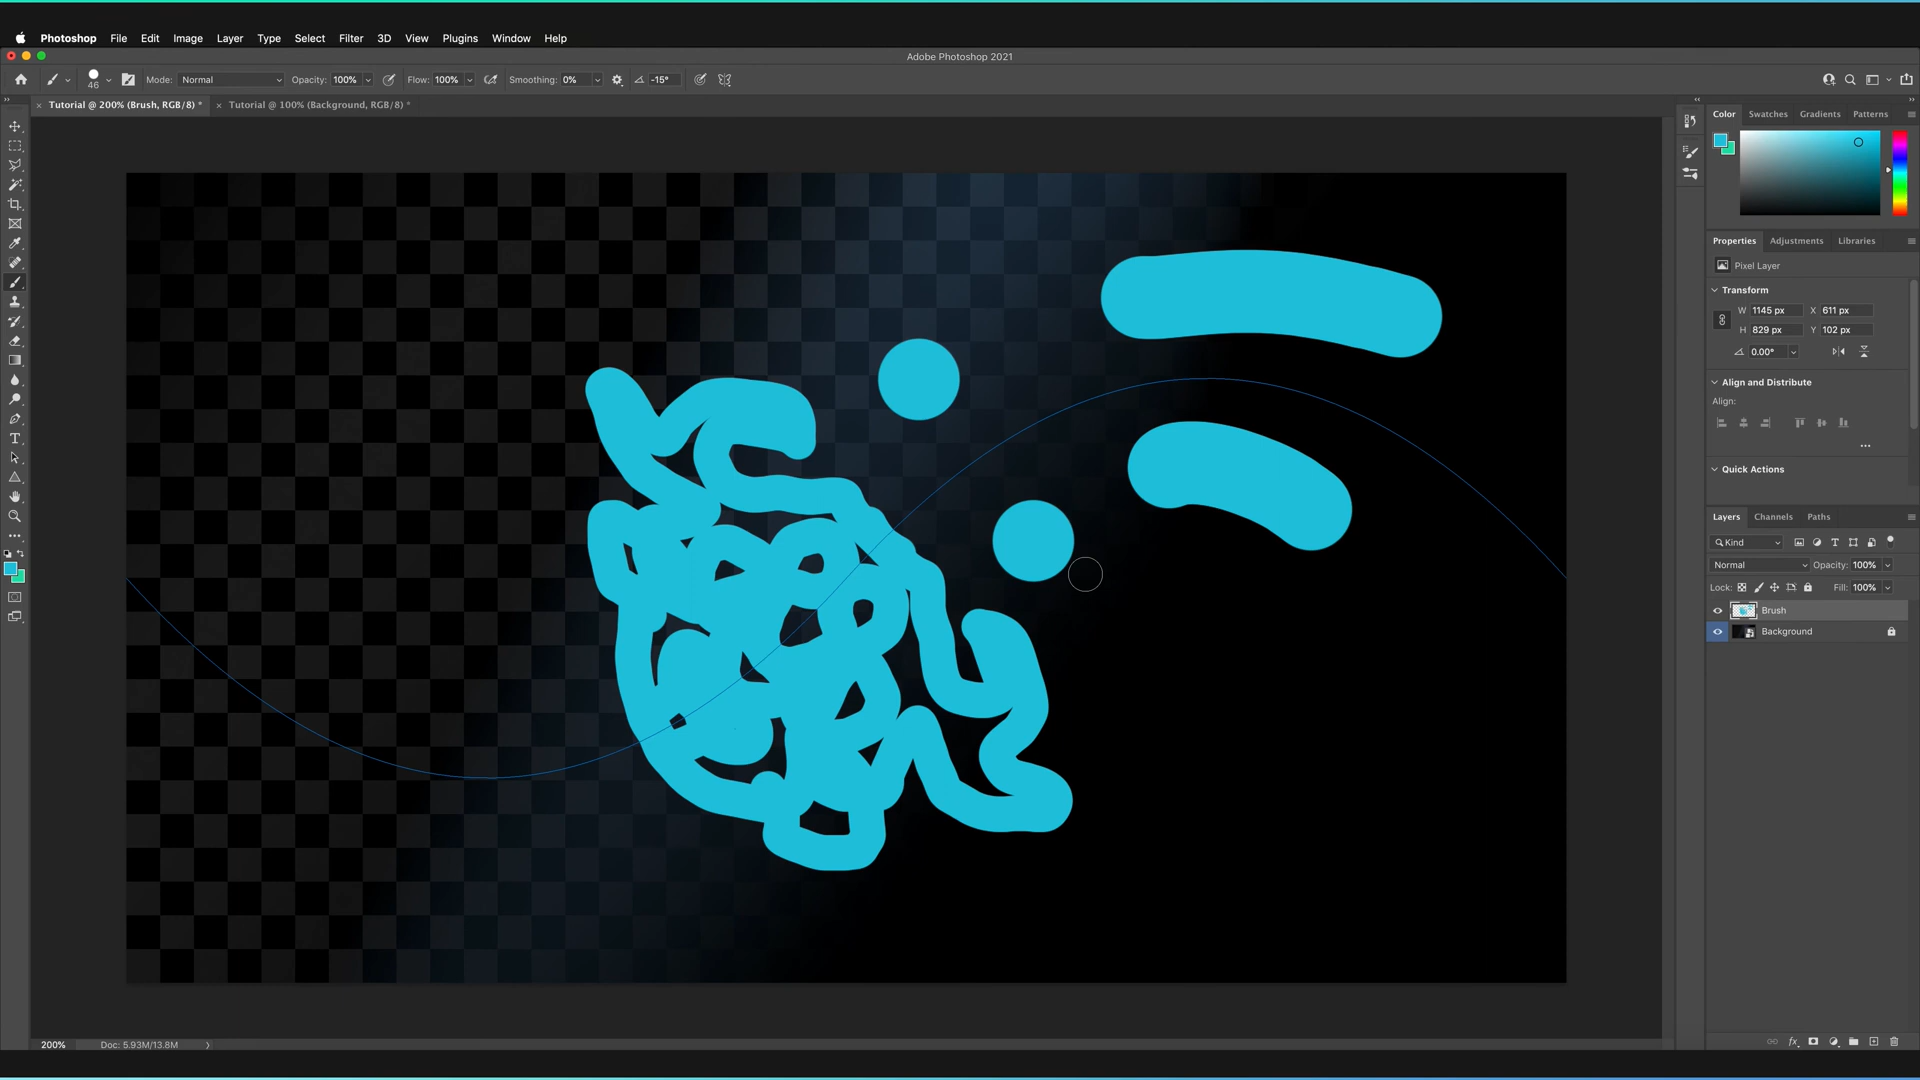 Photoshop File Edit Image Layer Type Select Filter 3D View Plugins Window Help
Adobe Photoshop 2021
46 Mode: Normal Opacity: 100% Flow: 100% Smoothing: 0% -15°
Tutorial @ 200% (Brush, RGB/8) * Tutorial @ 100% (Background, RGB/8) *
Color Swatches Gradients Patterns
Properties Adjustments Libraries
Pixel Layer
Transform
W 1145 px X 611 px
H 829 px Y 102 px
0.00°
Align and Distribute
Align:
Quick Actions
Layers Channels Paths
Kind
Normal Opacity: 100%
Lock: Fill: 100%
Brush
Background
200% Doc: 5.93M/13.8M